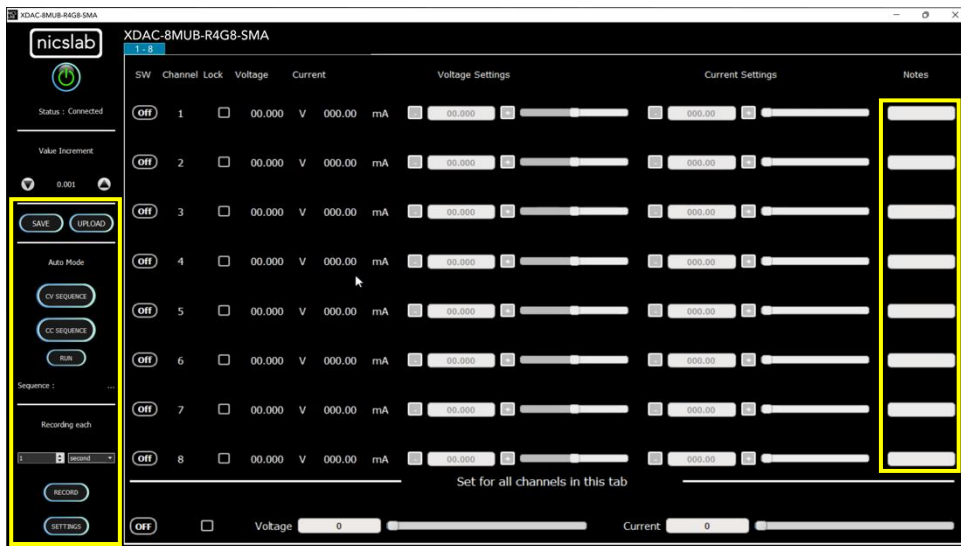 XDAC-8MUB-R4G8-SMA
nicslab
Status : Connected
Value Increment
0.001
SAVE UPLOAD
Auto Mode
CV SEQUENCE
CC SEQUENCE
RUN
Sequence : ...
Recording each
1 second
RECORD
SETTINGS
XDAC-8MUB-R4G8-SMA
1 - 8
SW Channel Lock Voltage Current Voltage Settings Current Settings Notes
Off 1 00.000 V 000.00 mA - 00.000 + - 000.00 +
Off 2 00.000 V 000.00 mA - 00.000 + - 000.00 +
Off 3 00.000 V 000.00 mA - 00.000 + - 000.00 +
Off 4 00.000 V 000.00 mA - 00.000 + - 000.00 +
Off 5 00.000 V 000.00 mA - 00.000 + - 000.00 +
Off 6 00.000 V 000.00 mA - 00.000 + - 000.00 +
Off 7 00.000 V 000.00 mA - 00.000 + - 000.00 +
Off 8 00.000 V 000.00 mA - 00.000 + - 000.00 +
Set for all channels in this tab
OFF Voltage 0 Current 0